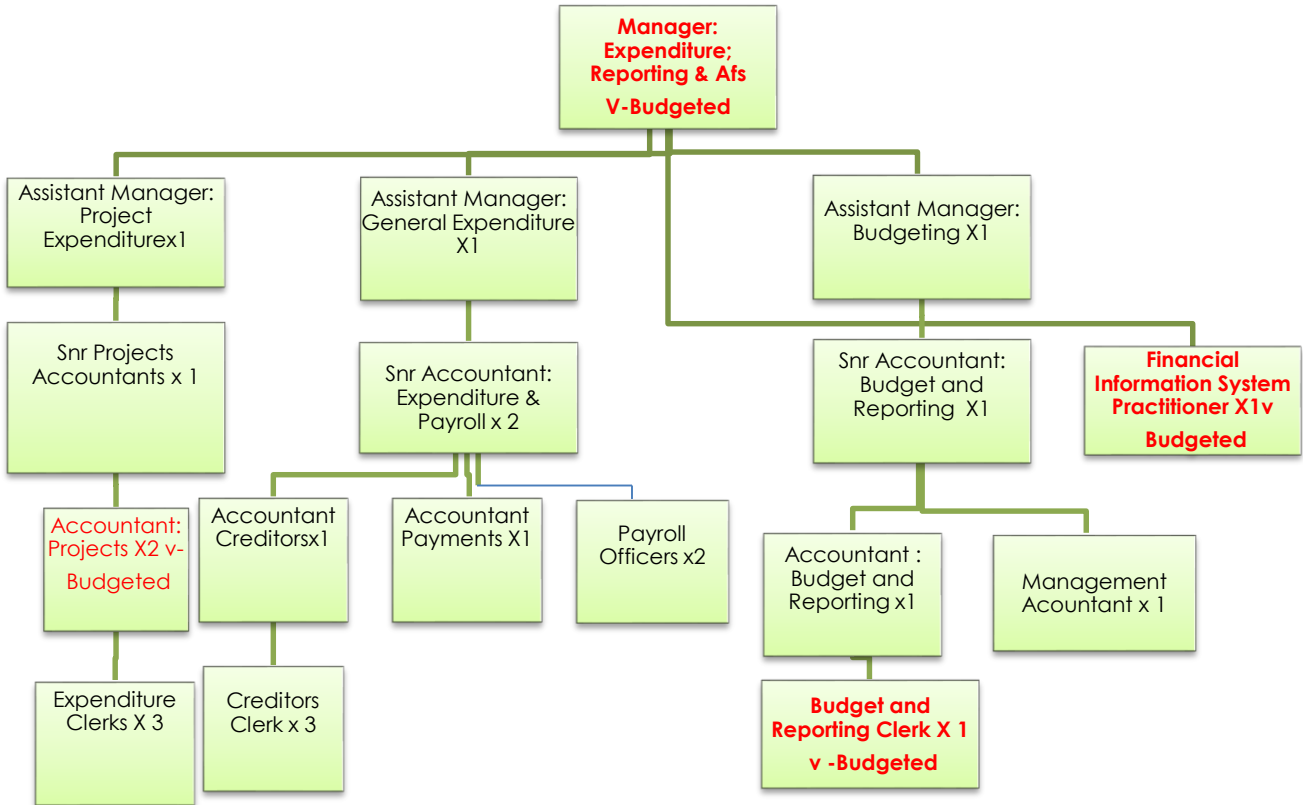 Manager:
Expenditure;
Reporting & Afs
V-Budgeted
Assistant Manager:
Project
Expenditurex1
Assistant Manager:
General Expenditure
X1
Assistant Manager:
Budgeting X1
Snr Projects
Accountants x 1
Snr Accountant:
Expenditure &
Payroll x 2
Snr Accountant:
Budget and
Reporting X1
Financial
Information System
Practitioner X1v
Budgeted
Accountant:
Projects X2 v-
Budgeted
Accountant
Creditorsx1
Accountant
Payments X1
Payroll
Officers x2
Accountant :
Budget and
Reporting x1
Management
Acountant x 1
Expenditure
Clerks X 3
Creditors
Clerk x 3
Budget and
Reporting Clerk X 1
v -Budgeted